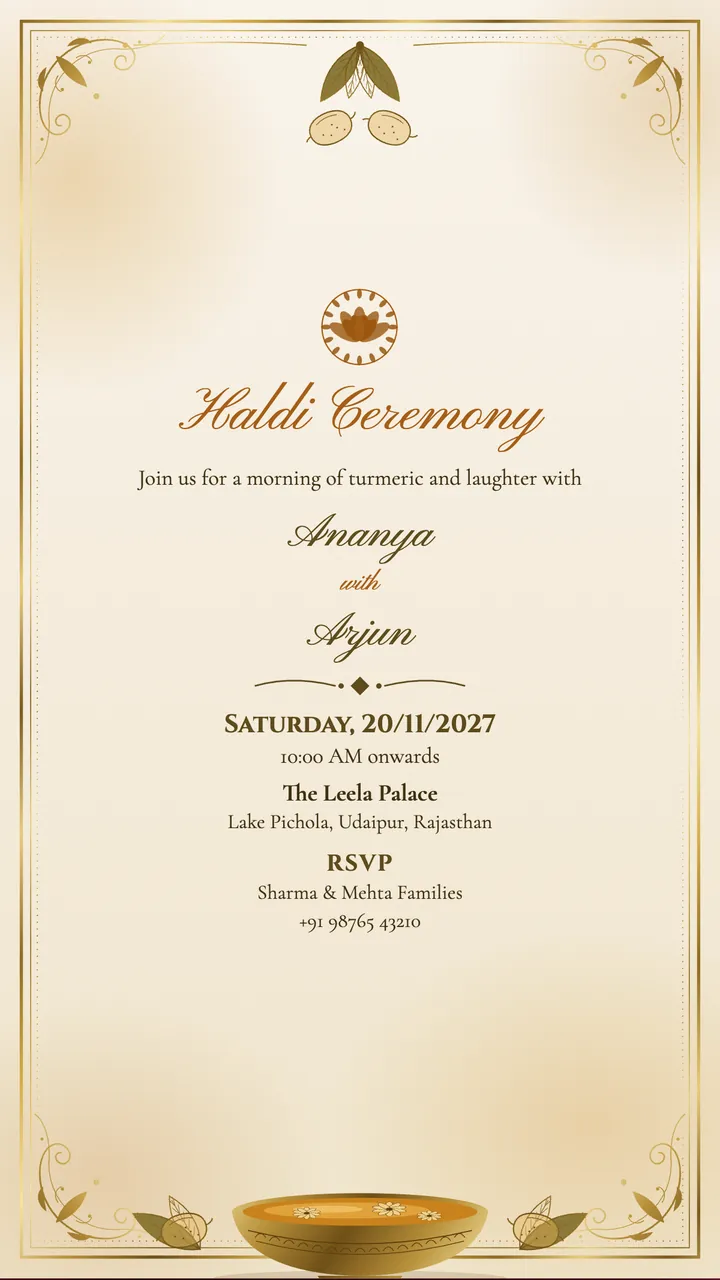 Haldi Ceremony
Join us for a morning of turmeric and laughter with
Ananya
with
Arjun
Saturday, 20/11/2027
10:00 AM onwards
The Leela Palace
Lake Pichola, Udaipur, Rajasthan
RSVP
Sharma & Mehta Families
+91 98765 43210